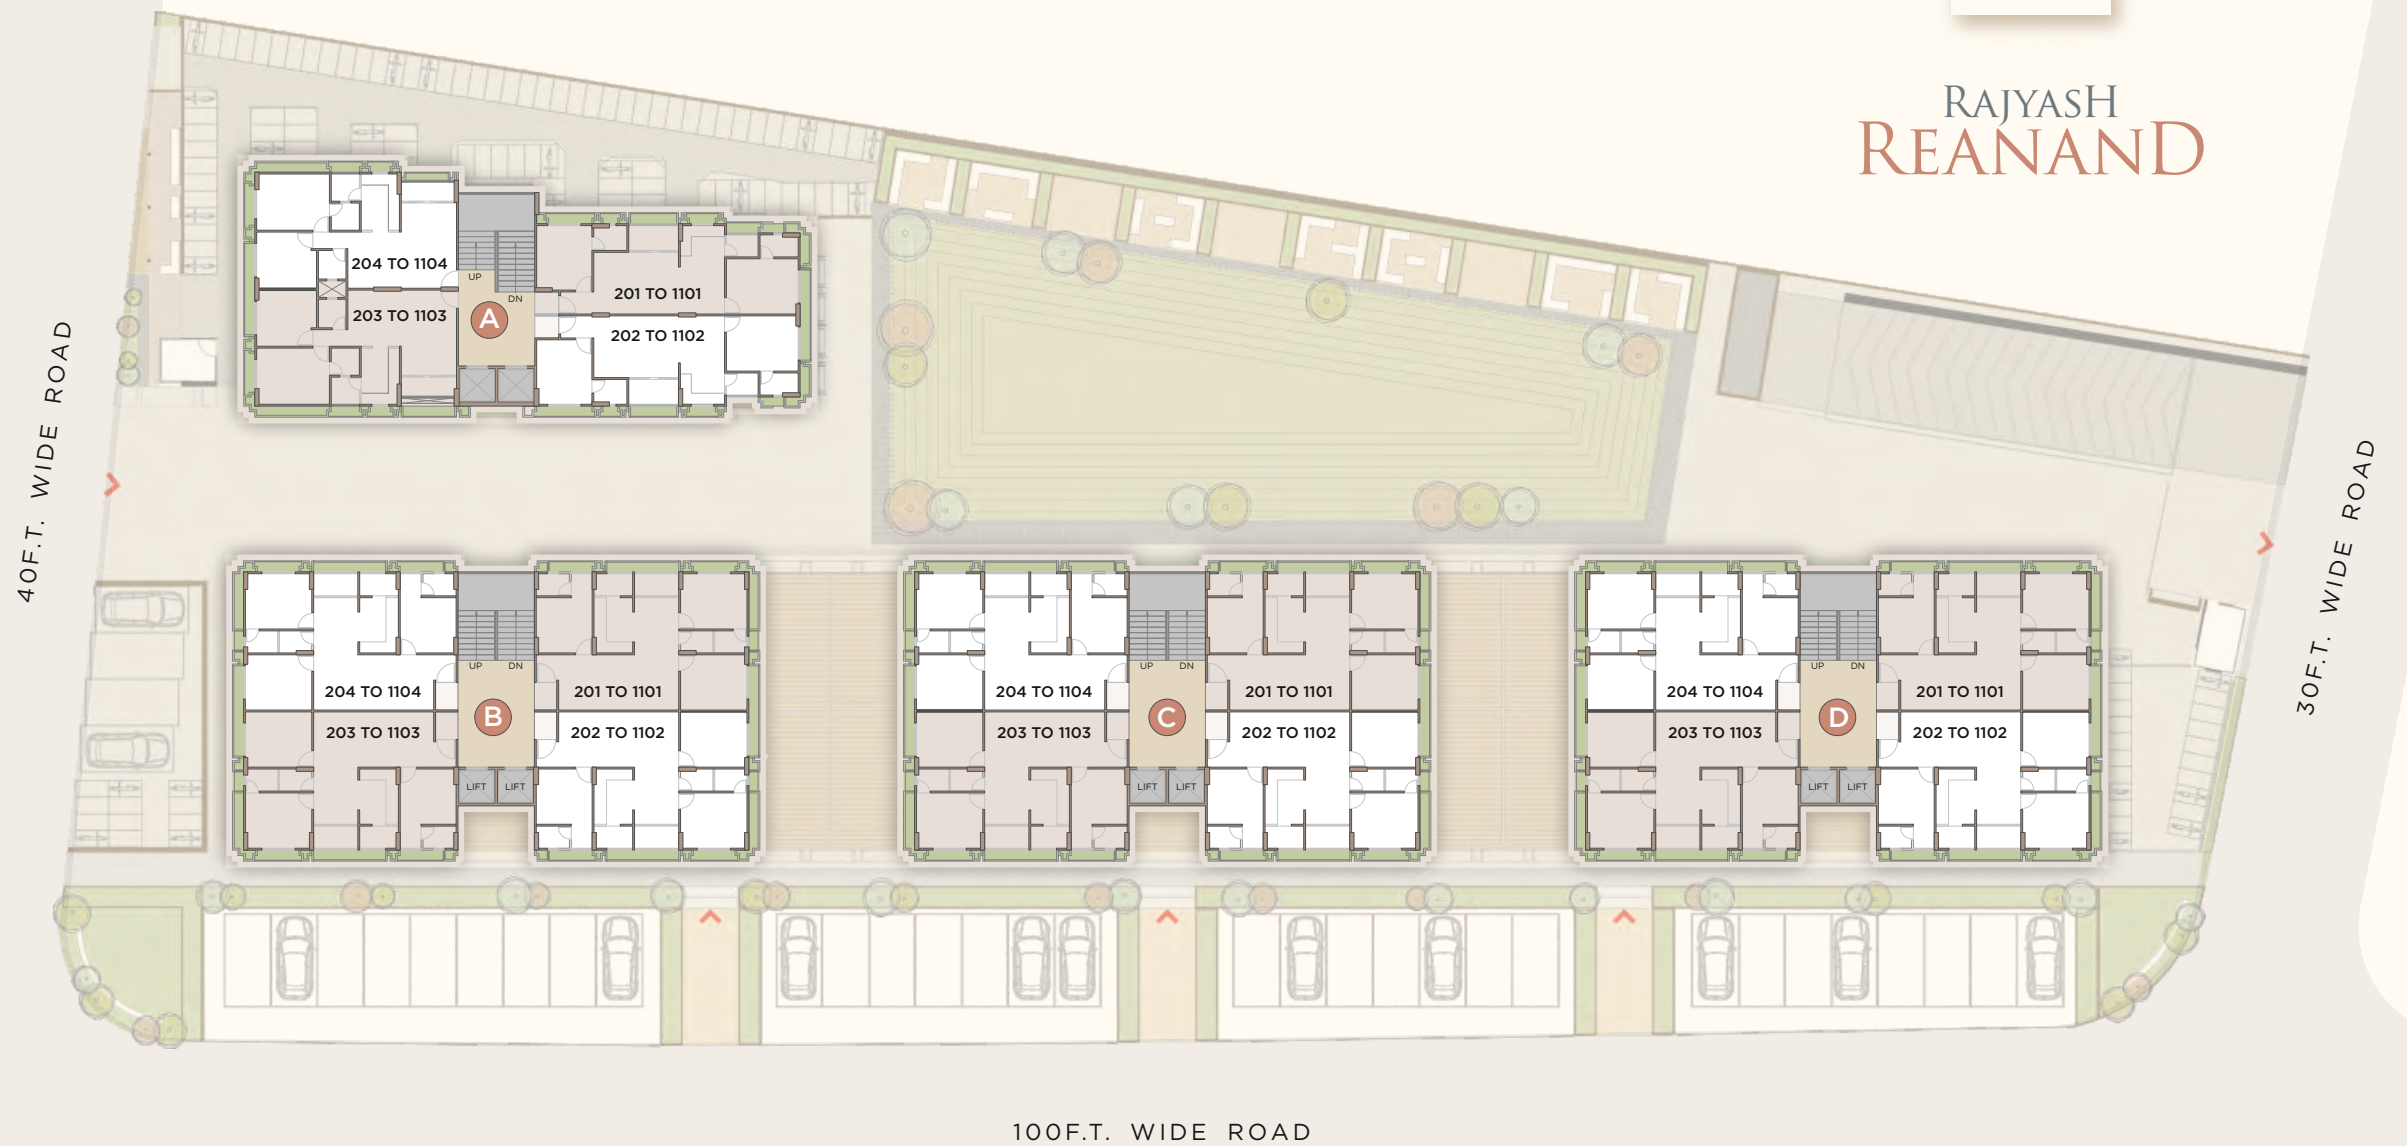 RAJYASH
REANAND
204 TO 1104
UP
DN
201 TO 1101
A
203 TO 1103
202 TO 1102
40F.T. WIDE ROAD
30F.T. WIDE ROAD
UP DN
204 TO 1104
201 TO 1101
B
203 TO 1103
202 TO 1102
LIFT LIFT
UP DN
204 TO 1104
201 TO 1101
C
203 TO 1103
202 TO 1102
LIFT LIFT
UP DN
204 TO 1104
201 TO 1101
D
203 TO 1103
202 TO 1102
LIFT LIFT
100F.T. WIDE ROAD